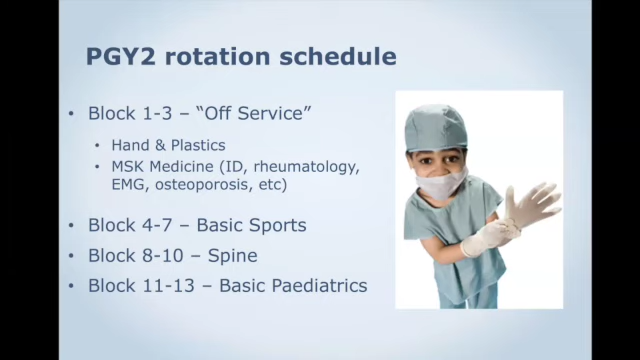 PGY2 rotation schedule
• Block 1-3 – “Off Service”
• Hand & Plastics
• MSK Medicine (ID, rheumatology,
EMG, osteoporosis, etc)
• Block 4-7 – Basic Sports
• Block 8-10 – Spine
• Block 11-13 – Basic Paediatrics